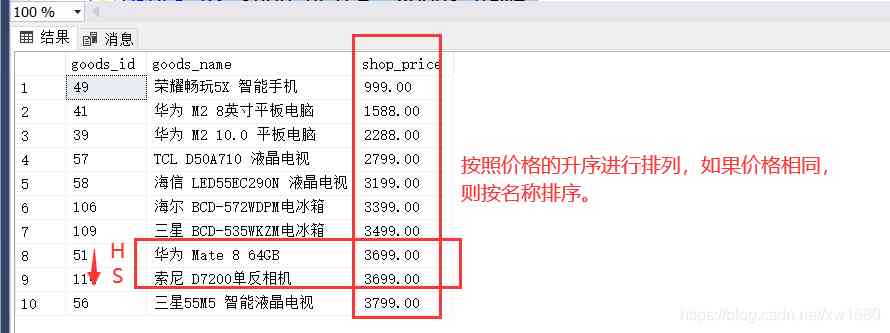 100 %
结果 消息
goods_id goods_name shop_price
1 49 荣耀畅玩5X 智能手机 999.00
2 41 华为 M2 8英寸平板电脑 1588.00
3 39 华为 M2 10.0 平板电脑 2288.00
4 57 TCL D50A710 液晶电视 2799.00
5 58 海信 LED55EC290N 液晶电视 3199.00
6 106 海尔 BCD-572WDPM电冰箱 3399.00
7 109 三星 BCD-535WKZM电冰箱 3499.00
8 51 华为 Mate 8 64GB 3699.00
9 索尼 D7200单反相机 3699.00
10 56 三星55M5 智能液晶电视 3799.00
按照价格的升序进行排列，如果价格相同，
则按名称排序。
H
S
https://blog.csdn.net/xw1680